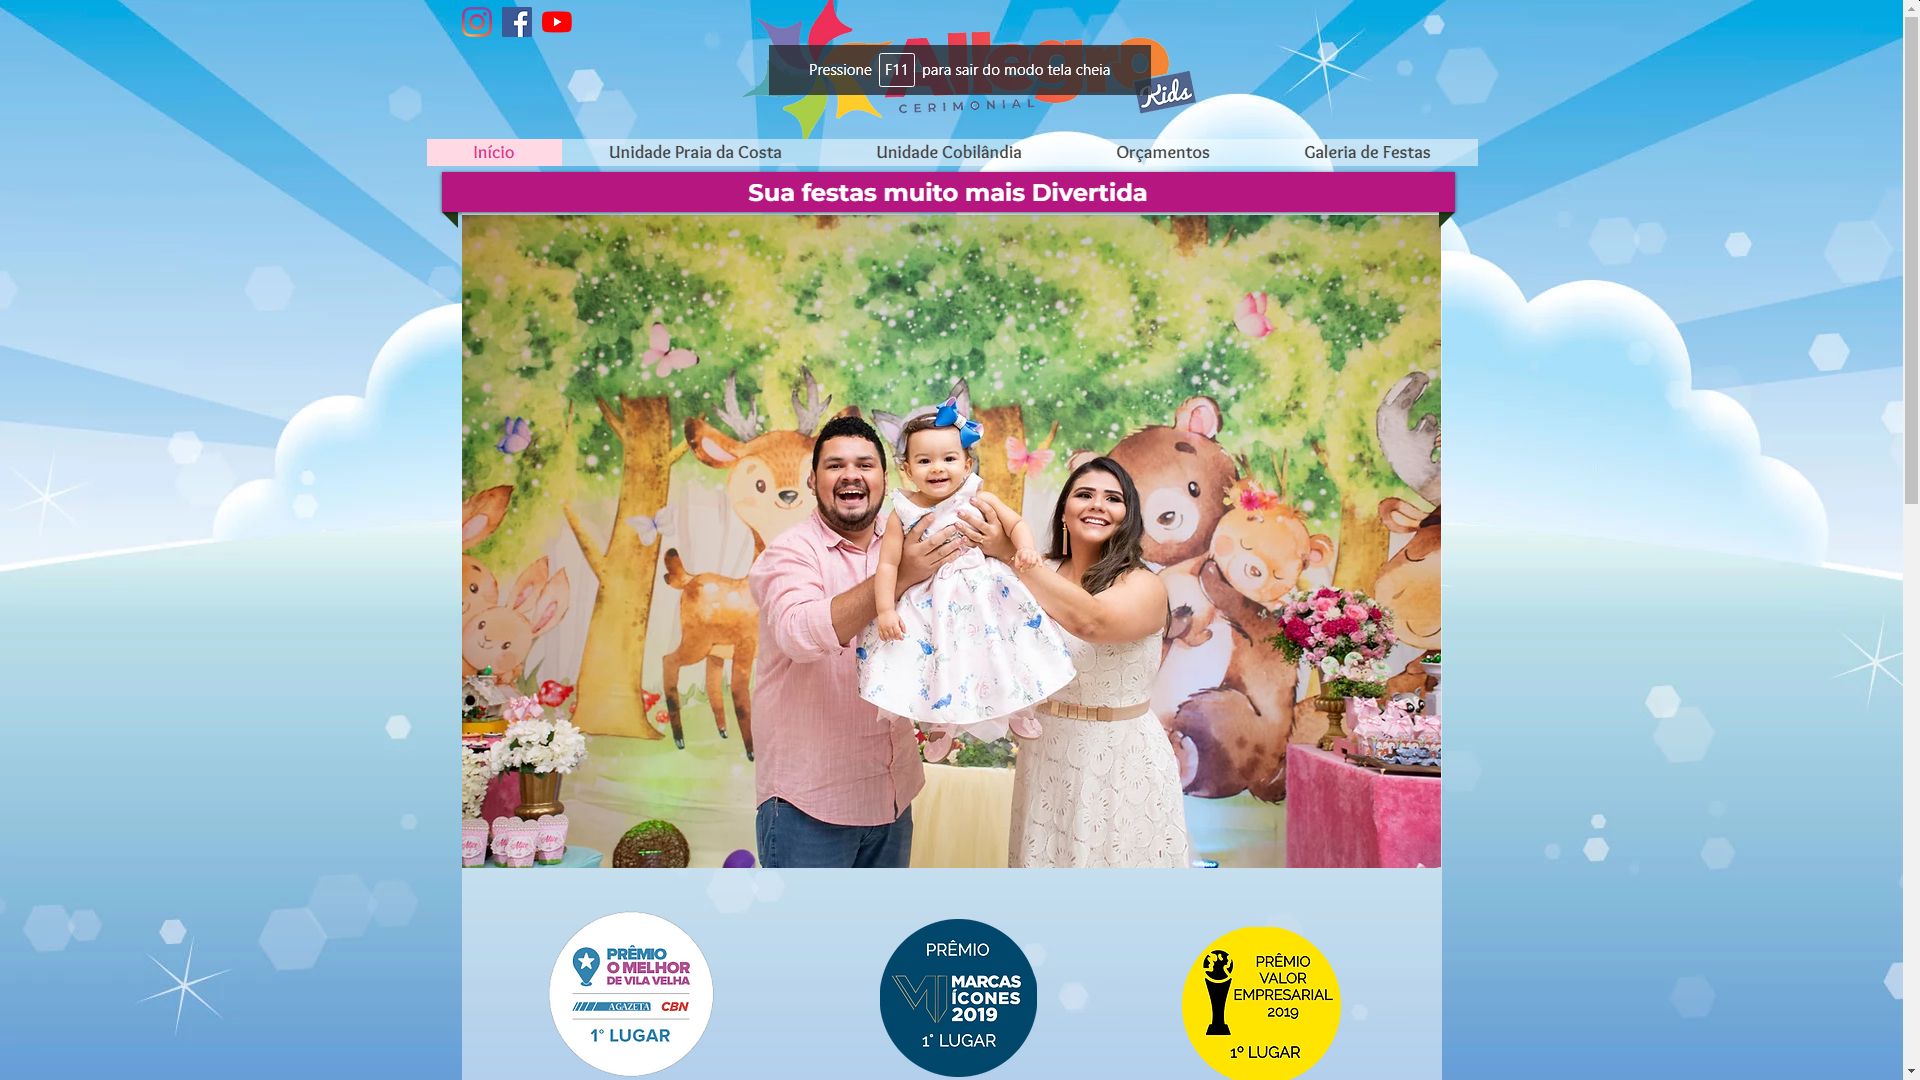 Allegro
Kids
CERIMONIAL
Pressione F11 para sair do modo tela cheia
Início
Unidade Praia da Costa
Unidade Cobilândia
Orçamentos
Galeria de Festas
Sua festas muito mais Divertida
PRÊMIO
O MELHOR
DE VILA VELHA
A GAZETA CBN
1° LUGAR
PRÊMIO
MARCAS
ÍCONES
2019
1° LUGAR
PRÊMIO
VALOR
EMPRESARIAL
2019
1º LUGAR